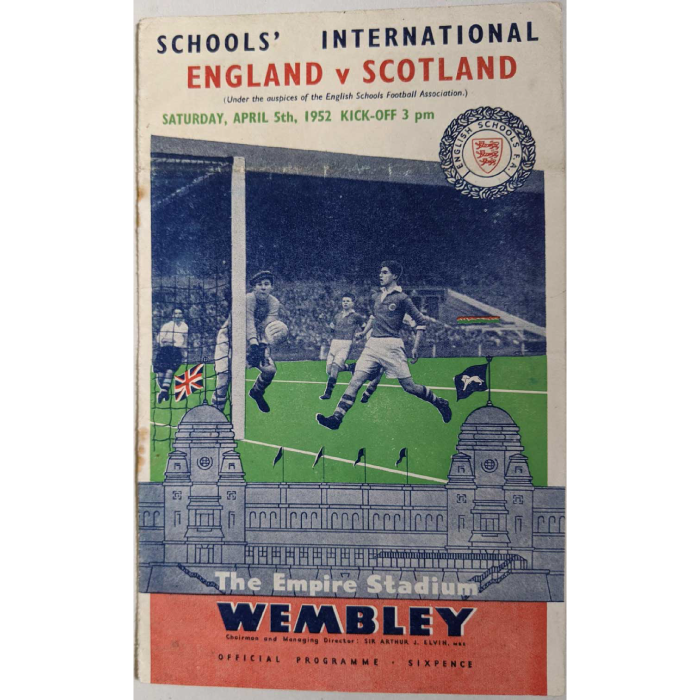 SCHOOLS' INTERNATIONAL
ENGLAND v SCOTLAND
(Under the auspices of the English Schools Football Association.)
SATURDAY, APRIL 5th, 1952 KICK-OFF 3 pm
ENGLISH SCHOOLS F.A.
The Empire Stadium
WEMBLEY
Chairman and Managing Director: SIR ARTHUR J. ELVIN, MBE
OFFICIAL PROGRAMME · SIXPENCE